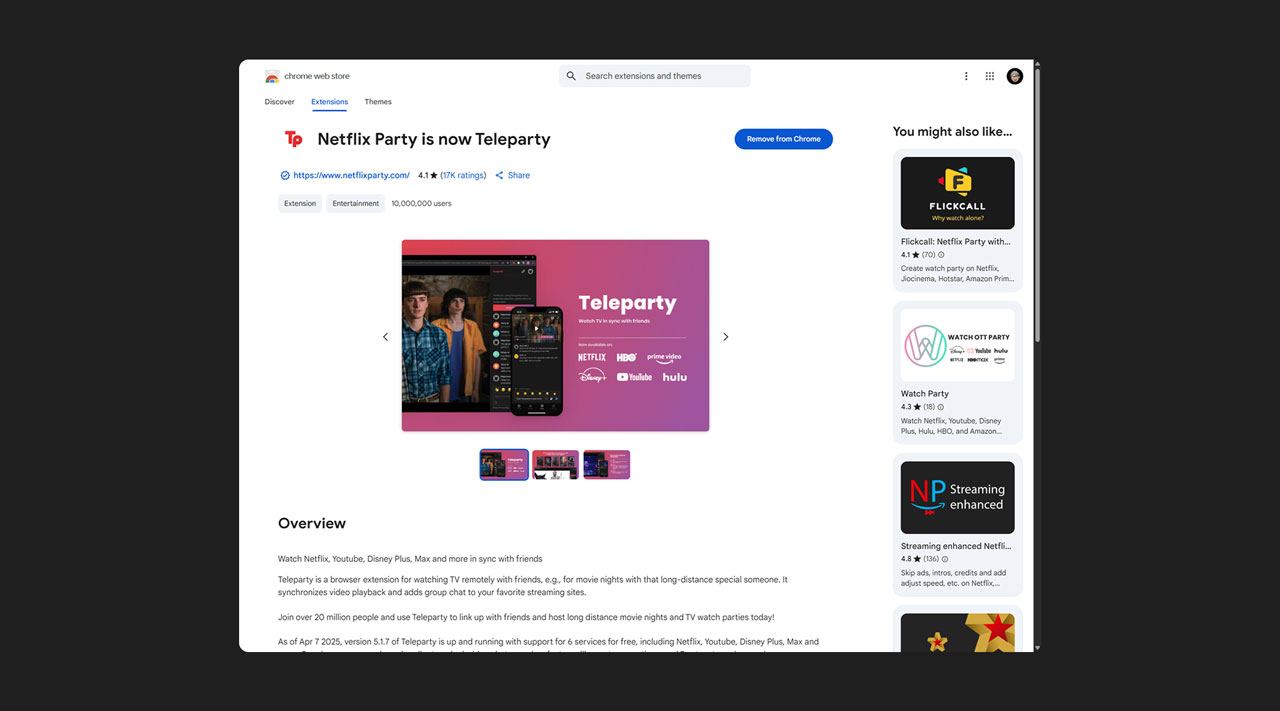 chrome web store
Search extensions and themes
Discover
Extensions
Themes
Tp
Netflix Party is now Teleparty
Remove from Chrome
https://www.netflixparty.com/
4.1 ★ (17K ratings)
Share
Extension
Entertainment
10,000,000 users
Teleparty
Watch TV in sync with friends
Now available on:
NETFLIX
HBO
prime video
Disney+
YouTube
hulu
Overview
Watch Netflix, Youtube, Disney Plus, Max and more in sync with friends
Teleparty is a browser extension for watching TV remotely with friends, e.g., for movie nights with that long-distance special someone. It
synchronizes video playback and adds group chat to your favorite streaming sites.
Join over 20 million people and use Teleparty to link up with friends and host long distance movie nights and TV watch parties today!
As of Apr 7 2025, version 5.1.7 of Teleparty is up and running with support for 6 services for free, including Netflix, Youtube, Disney Plus, Max and
You might also like...
F
FLICKCALL
Why watch alone?
Flickcall: Netflix Party with...
4.1 ★ (70)
Create watch party on Netflix,
Jiocinema, Hotstar, Amazon Prim...
W
WATCH OTT PARTY
Disney+
YouTube
hulu
NETFLIX
HBOMAX
prime
Watch Party
4.3 ★ (18)
Watch Netflix, Youtube, Disney
Plus, Hulu, HBO, and Amazon...
NP
Streaming
enhanced
Streaming enhanced Netfli...
4.8 ★ (136)
Skip ads, intros, credits and add
adjust speed, etc. on Netflix,...